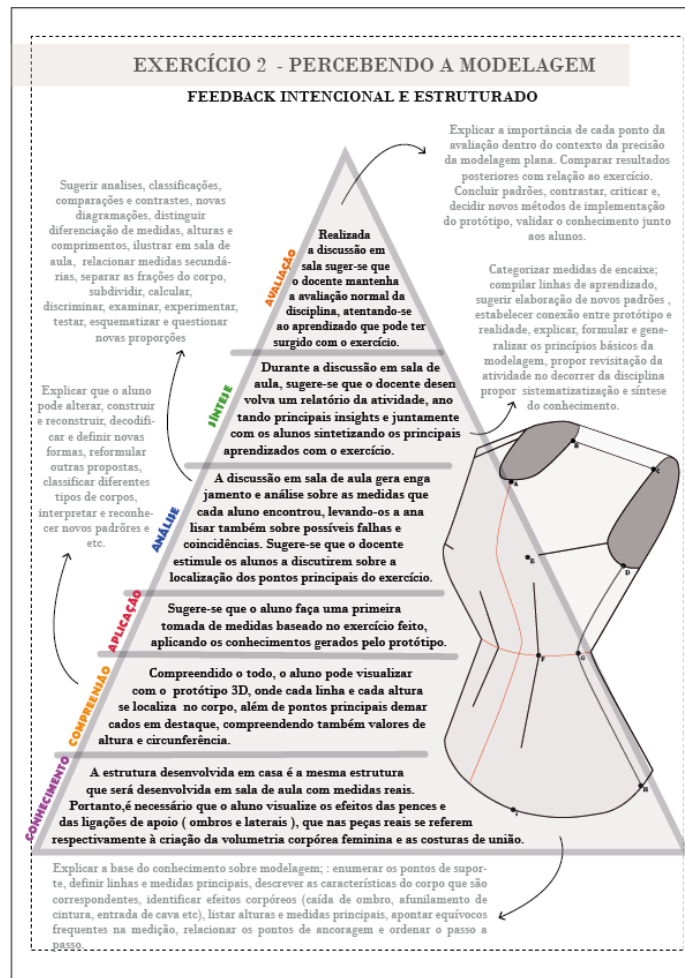 EXERCÍCIO 2 - PERCEBENDO A MODELAGEM
FEEDBACK INTENCIONAL E ESTRUTURADO
Explicar a importância de cada ponto da
avaliação dentro do contexto da precisão
da modelagem plana. Comparar resultados
posteriores com relação ao exercício.
Concluir padrões, contrastar, criticar e,
decidir novos métodos de implementação
do protótipo, validar o conhecimento junto
aos alunos.
Sugerir analises, classificações,
comparações e contrastes, novas
diagramações, distinguir
diferenciação de medidas, alturas e
comprimentos, ilustrar em sala de
aula, relacionar medidas secundá-
rias, separar as frações do corpo,
subdividir, calcular,
discriminar, examinar, experimentar,
testar, esquematizar e questionar
novas proporções
AVALIAÇÃO
Realizada
a discussão em
sala suger-se que
o docente mantenha
a avaliação normal da
disciplina, atentando-se
ao aprendizado que pode ter
surgido com o exercício.
Categorizar medidas de encaixe;
compilar linhas de aprendizado,
sugerir elaboração de novos padrões ,
estabelecer conexão entre protótipo e
realidade, explicar, formular e gene-
ralizar os princípios básicos da
modelagem, propor revisitação da
atividade no decorrer da disciplina
propor sistematizatização e síntese
do conhecimento.
SÍNTESE
Durante a discussão em sala de
aula, sugere-se que o docente desen
volva um relatório da atividade, ano
tando principais insights e juntamente
com os alunos sintetizando os principais
aprendizados com o exercício.
Explicar que o aluno
pode alterar, construir
e reconstruir, decodifi-
car e definir novas
formas, reformular
outras propostas,
classificar diferentes
tipos de corpos,
interpretar e reconhe-
cer novos padrõres e
etc.
ANÁLISE
A discussão em sala de aula gera enga
jamento e análise sobre as medidas que
cada aluno encontrou, levando-os a ana
lisar também sobre possíveis falhas e
coincidências. Sugere-se que o docente
estimule os alunos a discutirem sobre a
localização dos pontos principais do exercício.
APLICAÇÃO
Sugere-se que o aluno faça uma primeira
tomada de medidas baseado no exercício feito,
aplicando os conhecimentos gerados pelo protótipo.
COMPREENSÃO
Compreendido o todo, o aluno pode visualizar
com o protótipo 3D, onde cada linha e cada altura
se localiza no corpo, além de pontos principais demar
cados em destaque, compreendendo também valores de
altura e circunferência.
CONHECIMENTO
A estrutura desenvolvida em casa é a mesma estrutura
que será desenvolvida em sala de aula com medidas reais.
Portanto,é necessário que o aluno visualize os efeitos das pences e
das ligações de apoio ( ombros e laterais ), que nas peças reais se referem
respectivamente à criação da volumetria corpórea feminina e as costuras de união.
B
C
A
E
D
F
G
H
Explicar a base do conhecimento sobre modelagem; : enumerar os pontos de supor-
te, definir linhas e medidas principais, descrever as características do corpo que são
correspondentes, identificar efeitos corpóreos (caída de ombro, afunilamento de
cintura, entrada de cava etc), listar alturas e medidas principais, apontar equívocos
frequentes na medição, relacionar os pontos de ancoragem e ordenar o passo a
passo.